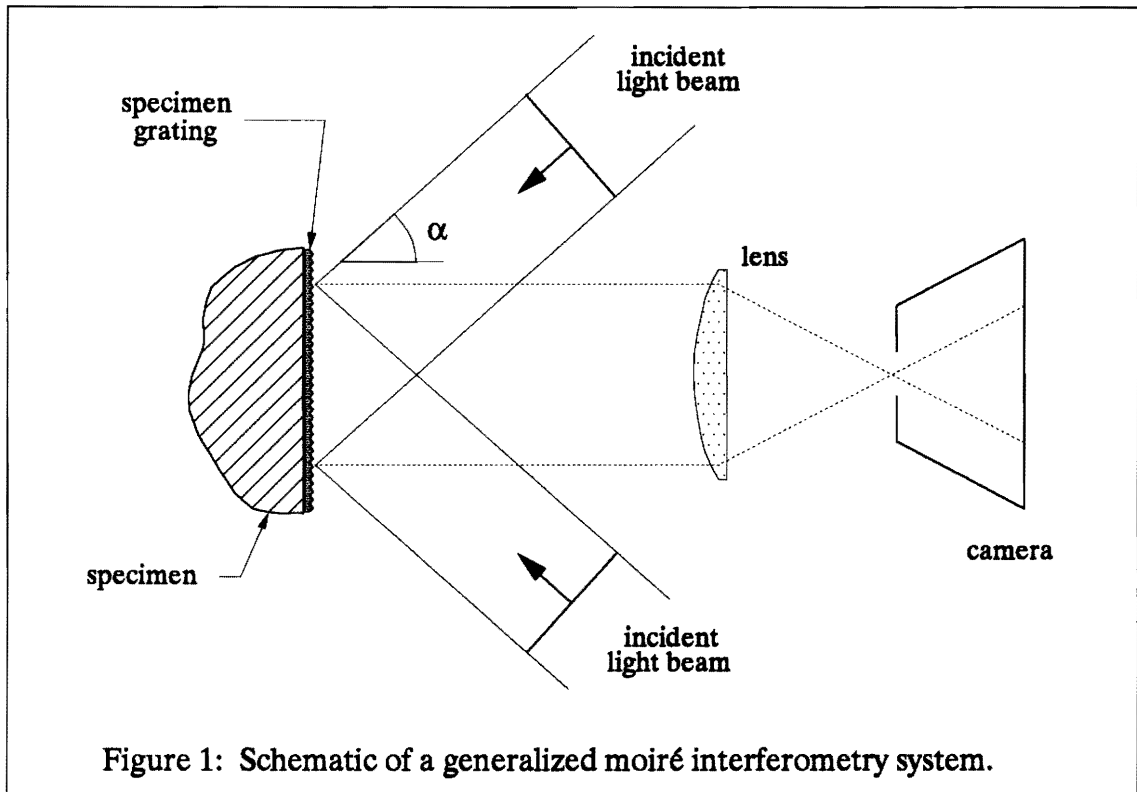 incident
light beam
specimen
grating
α
lens
specimen
camera
incident
light beam
Figure 1: Schematic of a generalized moiré interferometry system.